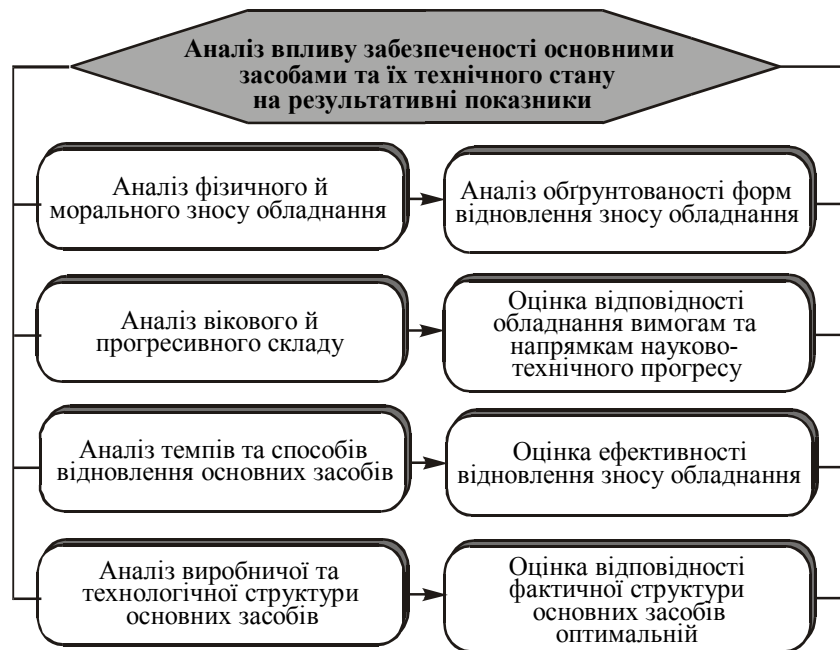 Аналіз впливу забезпеченості основними
засобами та їх технічного стану
на результативні показники
Аналіз фізичного й
морального зносу обладнання
Аналіз обґрунтованості форм
відновлення зносу обладнання
Аналіз вікового й
прогресивного складу
Оцінка відповідності
обладнання вимогам та
напрямкам науково-
технічного прогресу
Аналіз темпів та способів
відновлення основних засобів
Оцінка ефективності
відновлення зносу обладнання
Аналіз виробничої та
технологічної структури
основних засобів
Оцінка відповідності
фактичної структури
основних засобів
оптимальній